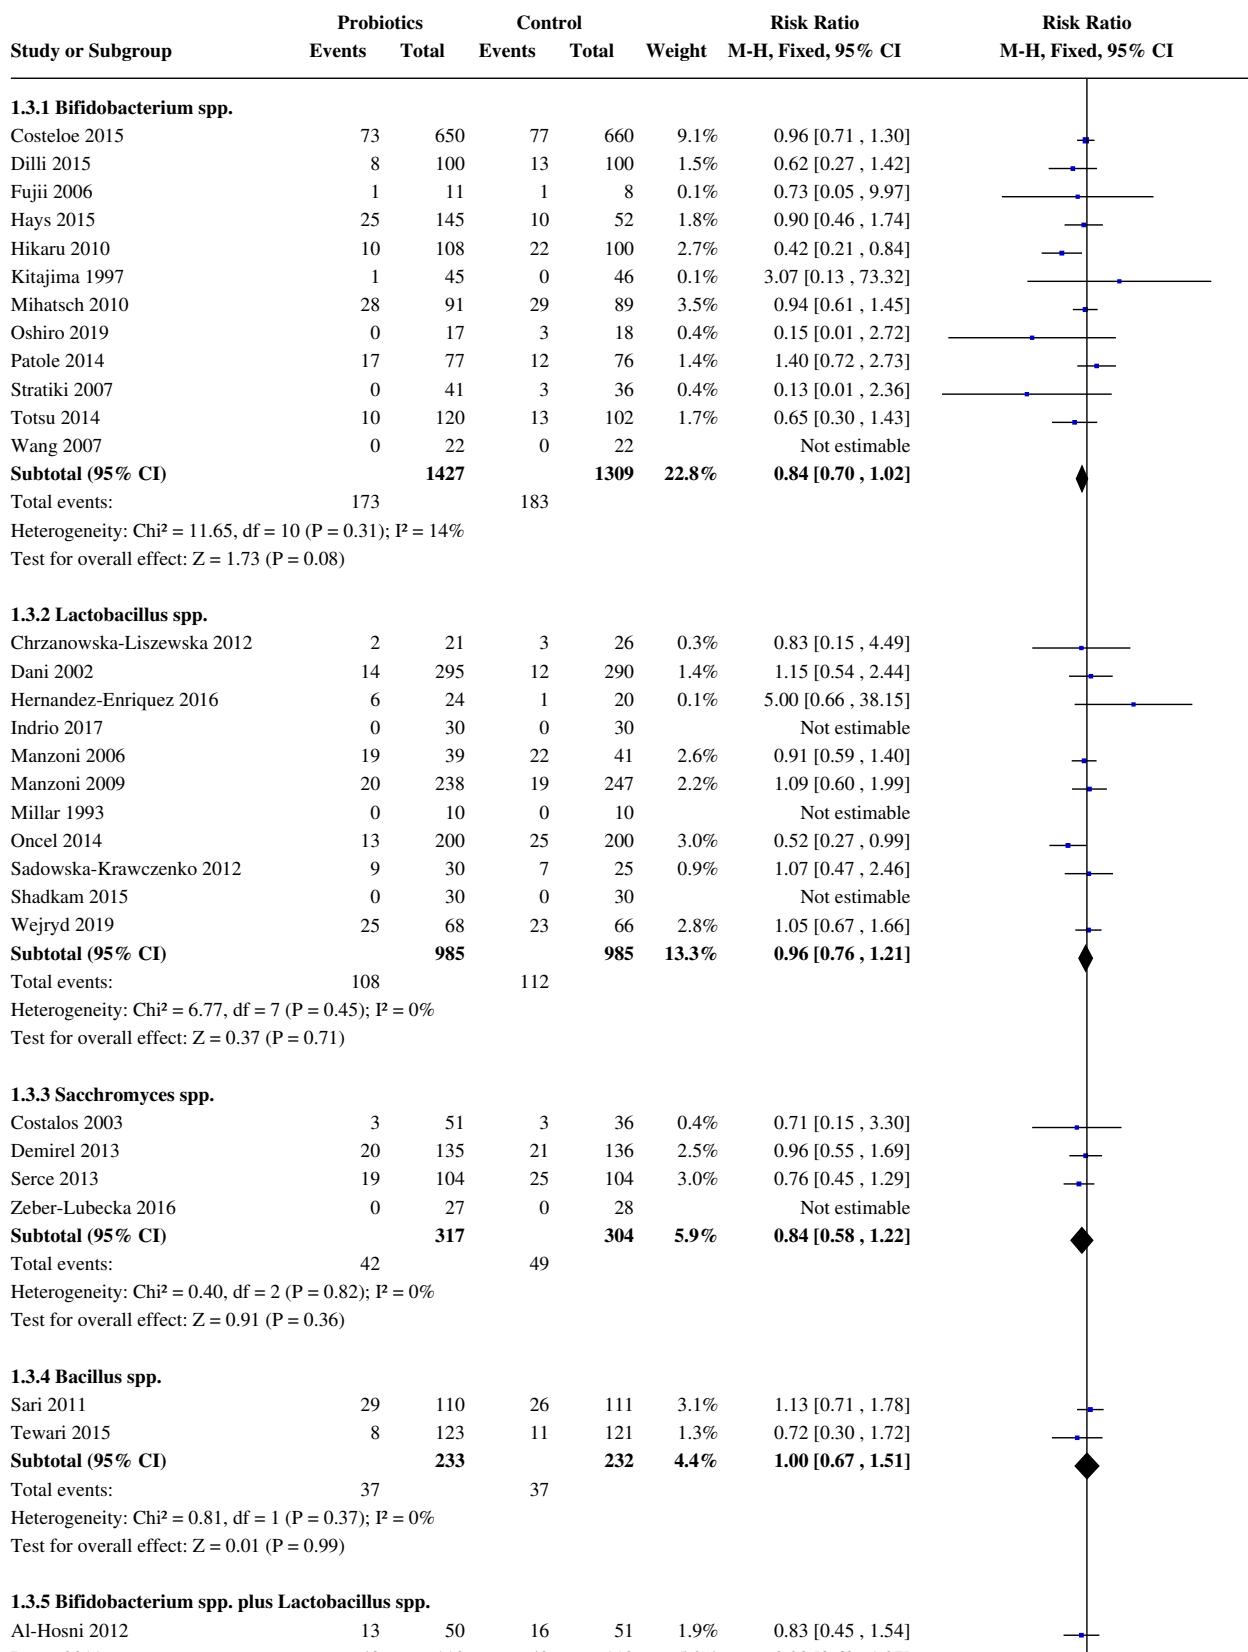 Probiotics Control Risk Ratio Risk Ratio
Study or Subgroup Events Total Events Total Weight M-H, Fixed, 95% CI M-H, Fixed, 95% CI
1.3.1 Bifidobacterium spp.
Costeloe 2015 73 650 77 660 9.1% 0.96 [0.71 , 1.30]
Dilli 2015 8 100 13 100 1.5% 0.62 [0.27 , 1.42]
Fujii 2006 1 11 1 8 0.1% 0.73 [0.05 , 9.97]
Hays 2015 25 145 10 52 1.8% 0.90 [0.46 , 1.74]
Hikaru 2010 10 108 22 100 2.7% 0.42 [0.21 , 0.84]
Kitajima 1997 1 45 0 46 0.1% 3.07 [0.13 , 73.32]
Mihatsch 2010 28 91 29 89 3.5% 0.94 [0.61 , 1.45]
Oshiro 2019 0 17 3 18 0.4% 0.15 [0.01 , 2.72]
Patole 2014 17 77 12 76 1.4% 1.40 [0.72 , 2.73]
Stratiki 2007 0 41 3 36 0.4% 0.13 [0.01 , 2.36]
Totsu 2014 10 120 13 102 1.7% 0.65 [0.30 , 1.43]
Wang 2007 0 22 0 22 Not estimable
Subtotal (95% CI) 1427 1309 22.8% 0.84 [0.70 , 1.02]
Total events: 173 183
Heterogeneity: Chi² = 11.65, df = 10 (P = 0.31); I² = 14%
Test for overall effect: Z = 1.73 (P = 0.08)
1.3.2 Lactobacillus spp.
Chrzanowska-Liszewska 2012 2 21 3 26 0.3% 0.83 [0.15 , 4.49]
Dani 2002 14 295 12 290 1.4% 1.15 [0.54 , 2.44]
Hernandez-Enriquez 2016 6 24 1 20 0.1% 5.00 [0.66 , 38.15]
Indrio 2017 0 30 0 30 Not estimable
Manzoni 2006 19 39 22 41 2.6% 0.91 [0.59 , 1.40]
Manzoni 2009 20 238 19 247 2.2% 1.09 [0.60 , 1.99]
Millar 1993 0 10 0 10 Not estimable
Oncel 2014 13 200 25 200 3.0% 0.52 [0.27 , 0.99]
Sadowska-Krawczenko 2012 9 30 7 25 0.9% 1.07 [0.47 , 2.46]
Shadkam 2015 0 30 0 30 Not estimable
Wejryd 2019 25 68 23 66 2.8% 1.05 [0.67 , 1.66]
Subtotal (95% CI) 985 985 13.3% 0.96 [0.76 , 1.21]
Total events: 108 112
Heterogeneity: Chi² = 6.77, df = 7 (P = 0.45); I² = 0%
Test for overall effect: Z = 0.37 (P = 0.71)
1.3.3 Sacchromyces spp.
Costalos 2003 3 51 3 36 0.4% 0.71 [0.15 , 3.30]
Demirel 2013 20 135 21 136 2.5% 0.96 [0.55 , 1.69]
Serce 2013 19 104 25 104 3.0% 0.76 [0.45 , 1.29]
Zeber-Lubecka 2016 0 27 0 28 Not estimable
Subtotal (95% CI) 317 304 5.9% 0.84 [0.58 , 1.22]
Total events: 42 49
Heterogeneity: Chi² = 0.40, df = 2 (P = 0.82); I² = 0%
Test for overall effect: Z = 0.91 (P = 0.36)
1.3.4 Bacillus spp.
Sari 2011 29 110 26 111 3.1% 1.13 [0.71 , 1.78]
Tewari 2015 8 123 11 121 1.3% 0.72 [0.30 , 1.72]
Subtotal (95% CI) 233 232 4.4% 1.00 [0.67 , 1.51]
Total events: 37 37
Heterogeneity: Chi² = 0.81, df = 1 (P = 0.37); I² = 0%
Test for overall effect: Z = 0.01 (P = 0.99)
1.3.5 Bifidobacterium spp. plus Lactobacillus spp.
Al-Hosni 2012 13 50 16 51 1.9% 0.83 [0.45 , 1.54]